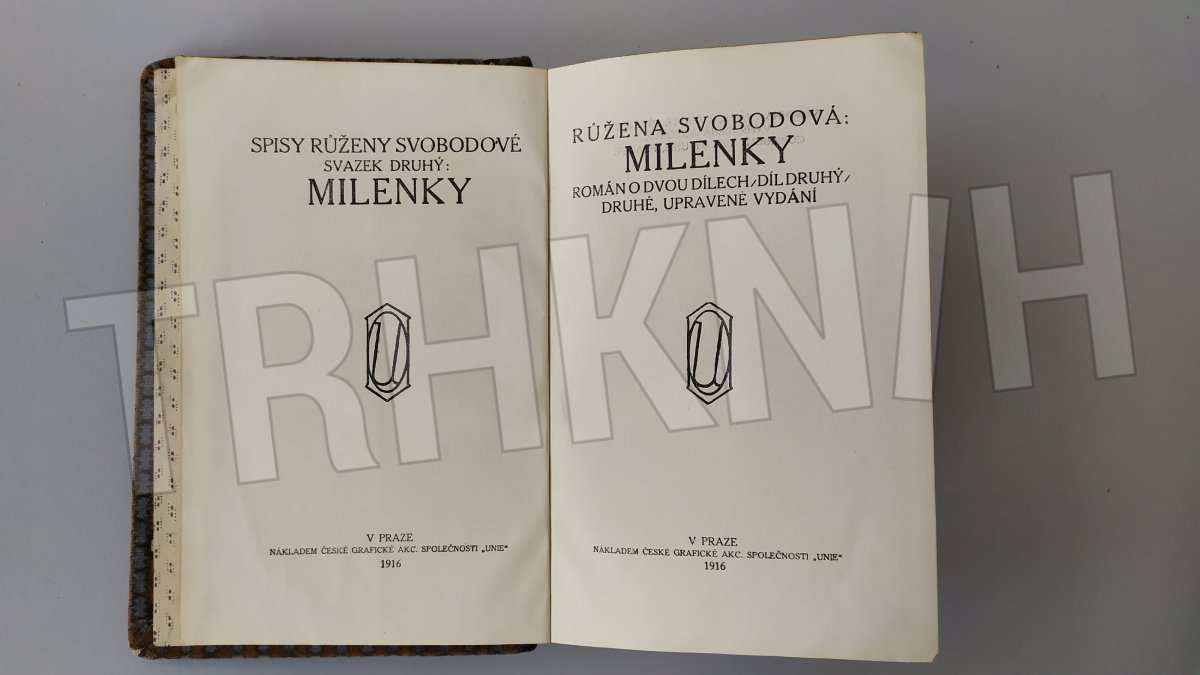 SPISY RŮŽENY SVOBODOVÉ
SVAZEK DRUHÝ:
MILENKY
U
V PRAZE
NÁKLADEM ČESKÉ GRAFICKÉ AKC. SPOLEČNOSTI „UNIE“
1916
RŮŽENA SVOBODOVÁ:
MILENKY
ROMÁN O DVOU DÍLECH/DÍL DRUHÝ/
DRUHÉ, UPRAVENÉ VYDÁNÍ
U
V PRAZE
NÁKLADEM ČESKÉ GRAFICKÉ AKC. SPOLEČNOSTI „UNIE“
1916
TRHKNIH